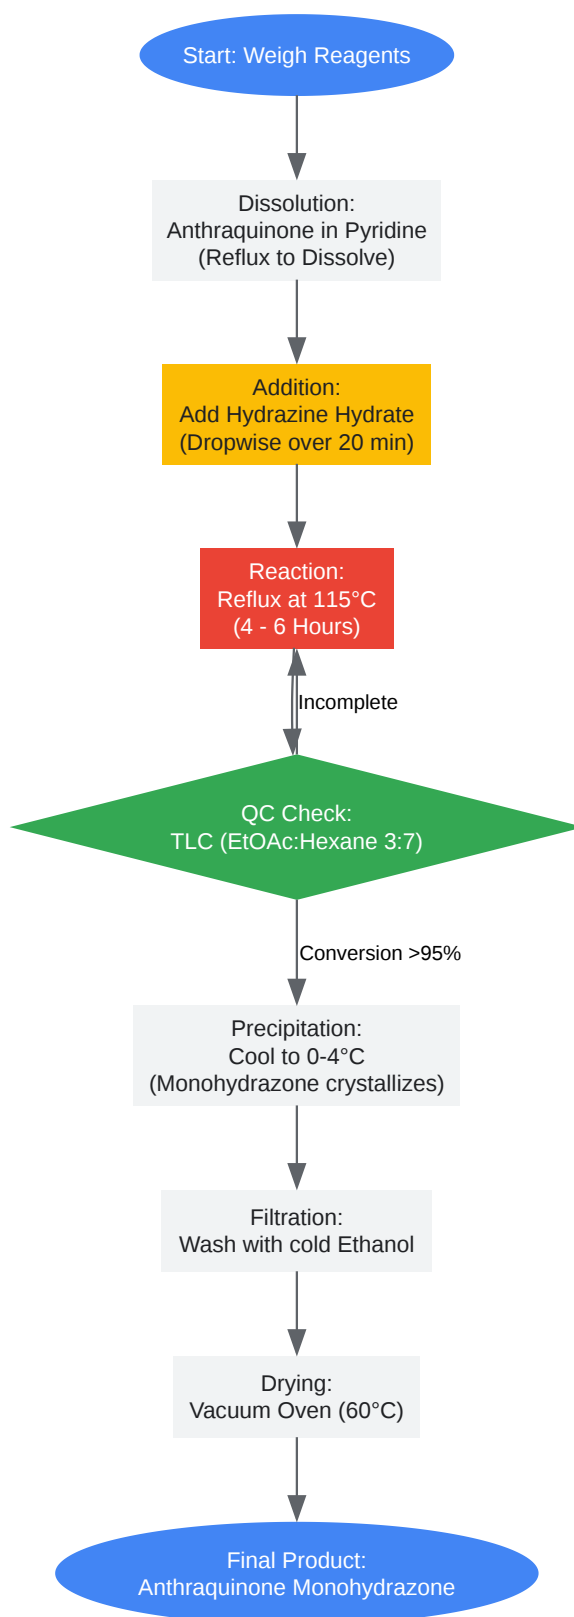 Start: Weigh Reagents
Dissolution:
Anthraquinone in Pyridine
(Reflux to Dissolve)
Addition:
Add Hydrazine Hydrate
(Dropwise over 20 min)
Reaction:
Reflux at 115°C
(4 - 6 Hours)
Incomplete
QC Check:
TLC (EtOAc:Hexane 3:7)
Conversion >95%
Precipitation:
Cool to 0-4°C
(Monohydrazone crystallizes)
Filtration:
Wash with cold Ethanol
Drying:
Vacuum Oven (60°C)
Final Product:
Anthraquinone Monohydrazone